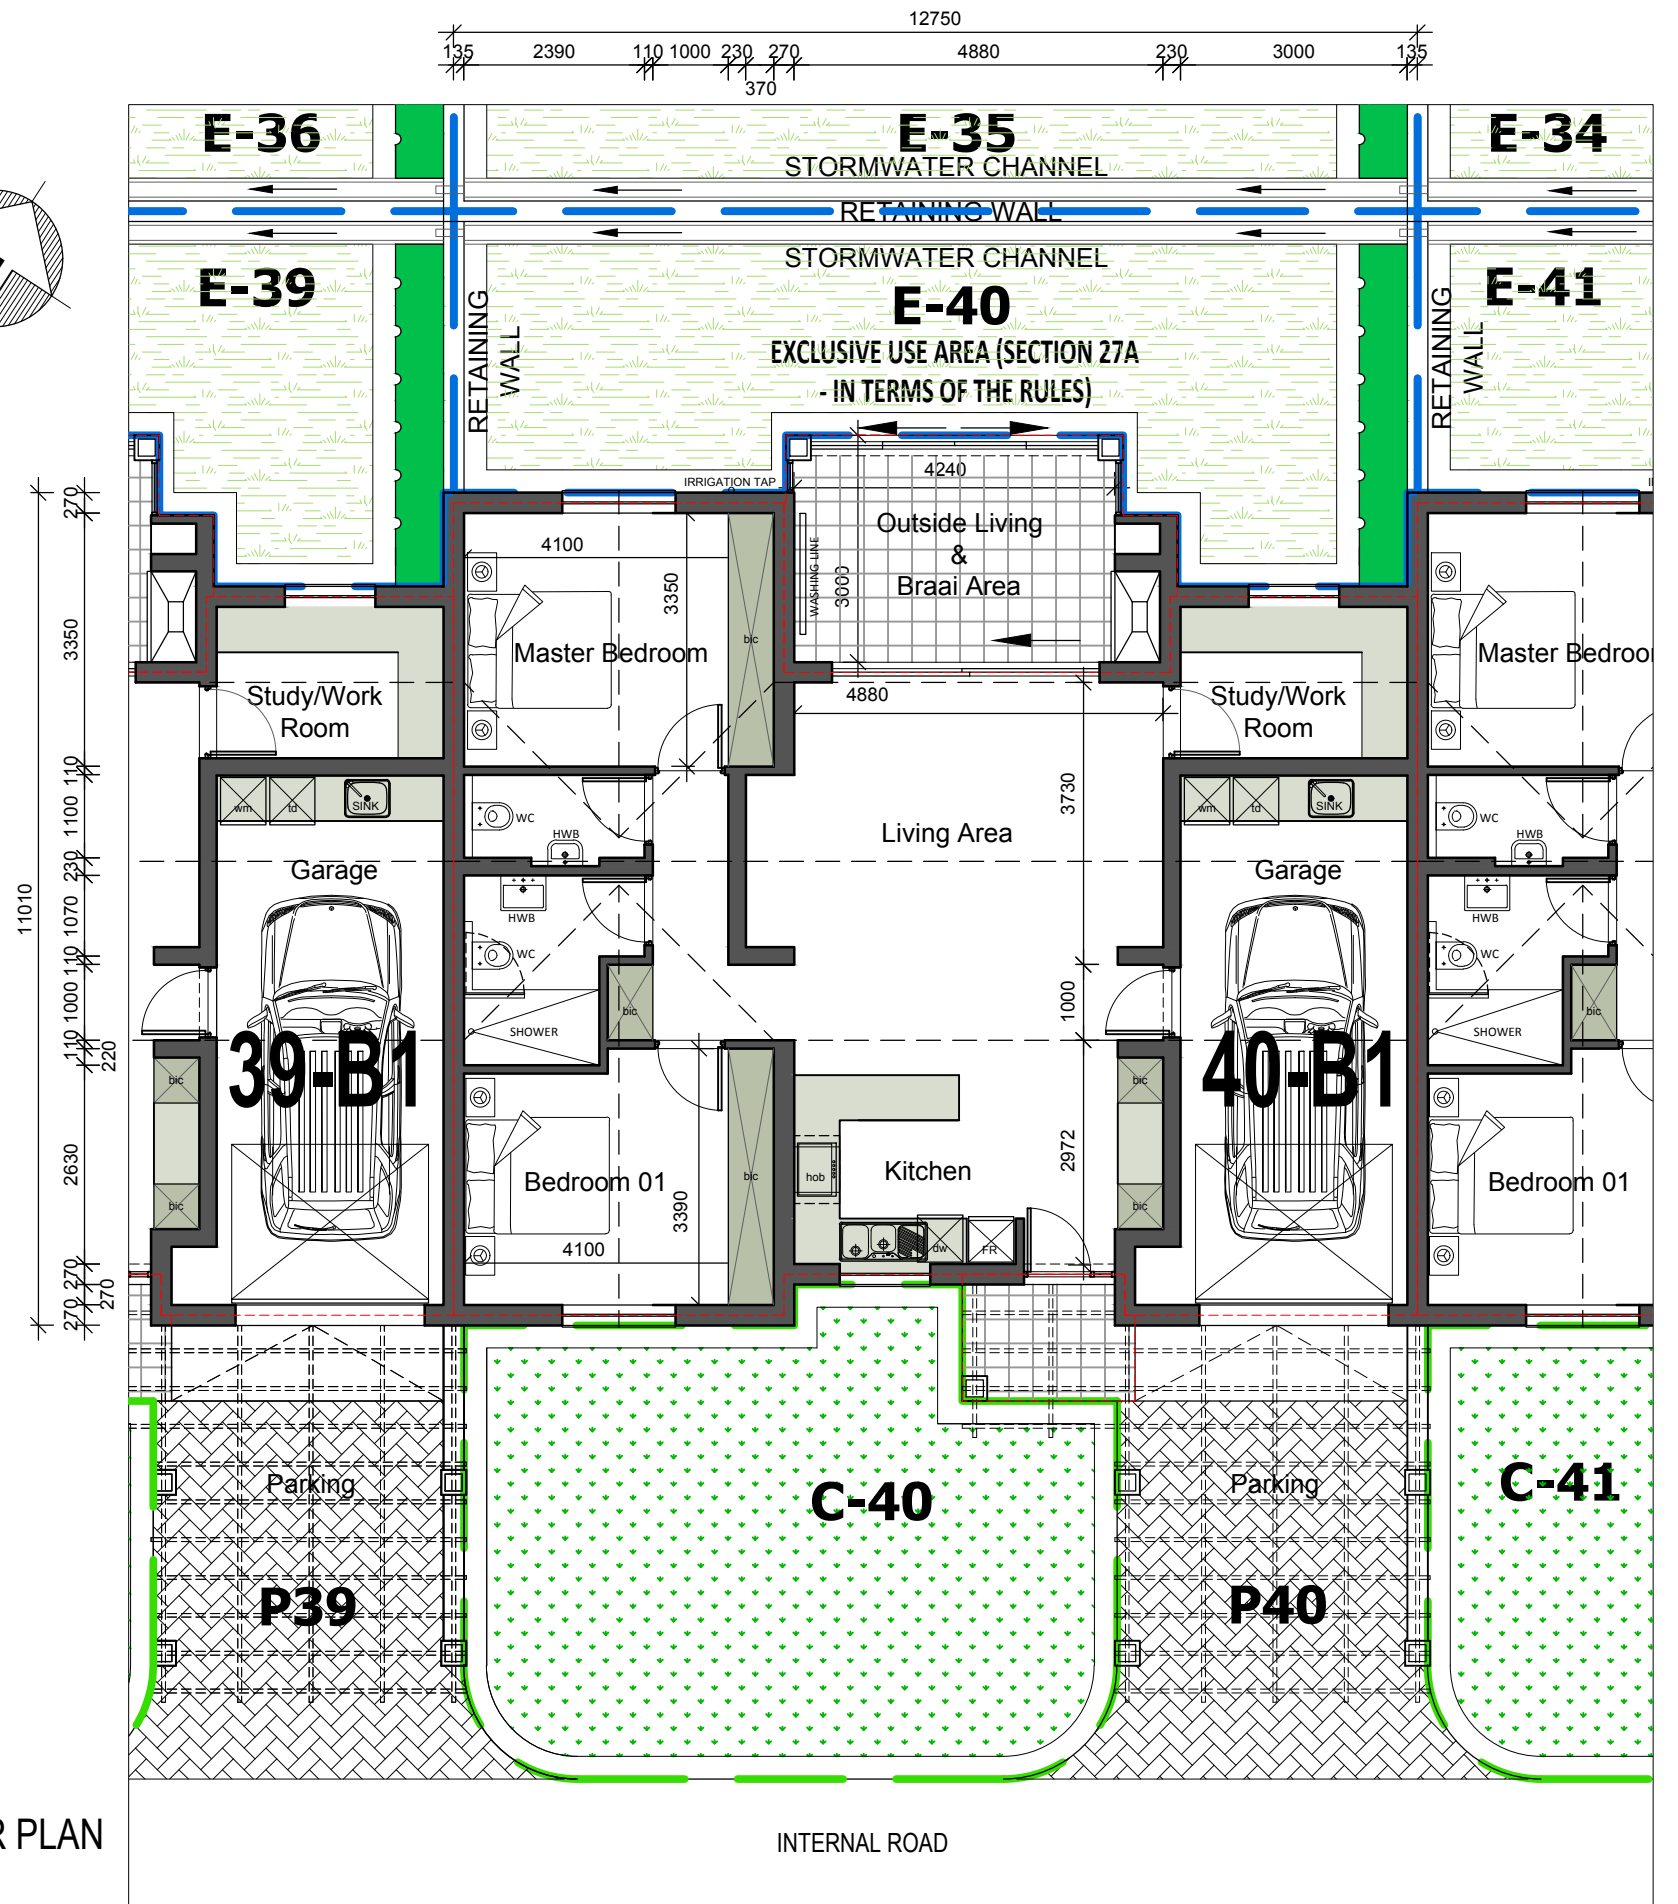 12750
135 2390 110 1000 230 270 4880 230 3000 135
370
E-36 E-35 E-34
STORMWATER CHANNEL
RETAINING WALL
STORMWATER CHANNEL
E-39 E-40 E-41
RETAINING
WALL
RETAINING
WALL
EXCLUSIVE USE AREA (SECTION 27A
- IN TERMS OF THE RULES)
IRRIGATION TAP
4240
Outside Living
&
Braai Area
WASHING LINE
3000
4100
3350
bic
Master Bedroom
Master Bedroo
4880
Study/Work
Room
Study/Work
Room
wm td SINK
WC
HWB
3730
Living Area
wm td SINK
WC
HWB
Garage
Garage
HWB
WC
HWB
WC
SHOWER
bic
1000
SHOWER
bic
39-B1
40-B1
bic
bic
bic
bic
bic
hob
Kitchen
2972
Bedroom 01
Bedroom 01
3390
4100
dw FR
270
3350
110
1100
230
1070
110
1000
110
220
2630
270
270
270
11010
Parking
Parking
C-40
C-41
P39
P40
R PLAN
INTERNAL ROAD